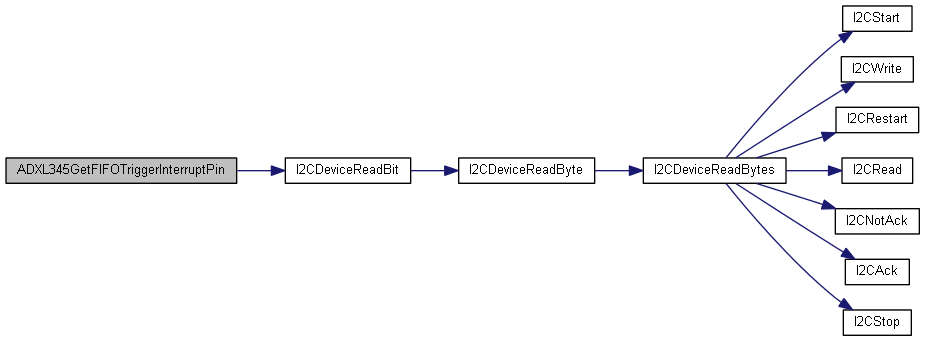 ADXL345GetFIFOTriggerInterruptPin
I2CDeviceReadBit
I2CDeviceReadByte
I2CDeviceReadBytes
I2CStart
I2CWrite
I2CRestart
I2CRead
I2CNotAck
I2CAck
I2CStop